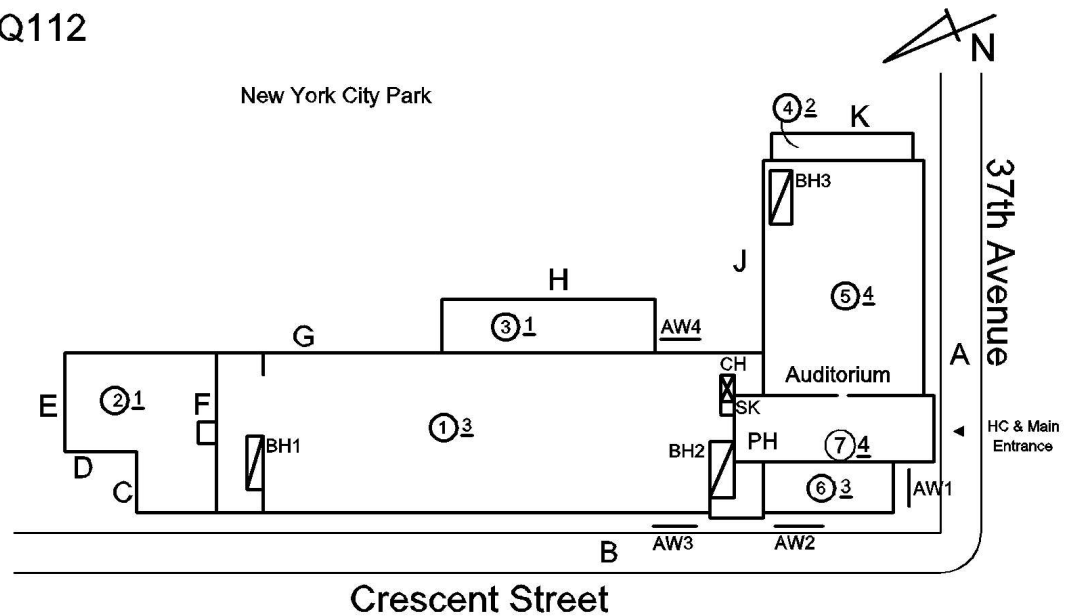 Q112
N
New York City Park
④ 2
K
BH3
37th Avenue
J
H
⑤ 4
③ 1
AW4
G
CH
A
Auditorium
E
② 1
F
SK
① 3
HC & Main
Entrance
BH1
BH2
PH
⑦ 4
D
C
⑥ 3
AW1
B
AW3
AW2
Crescent Street